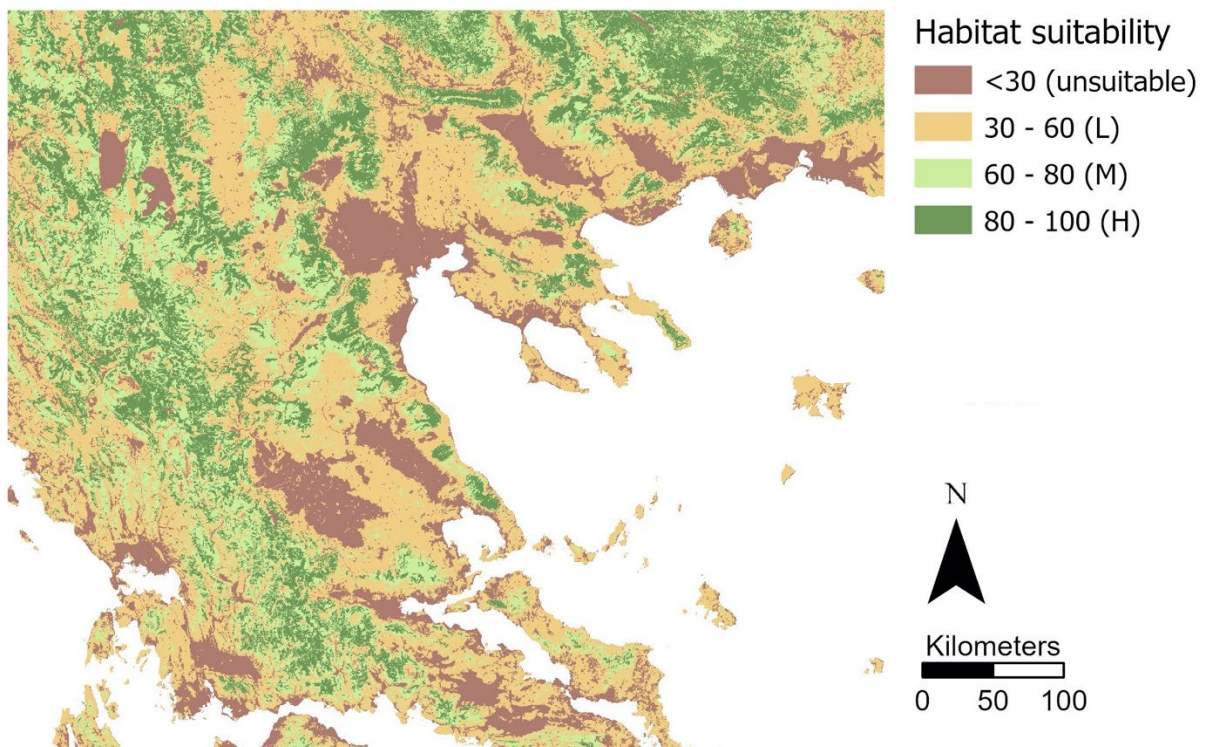 Habitat suitability
<30 (unsuitable)
30 - 60 (L)
60 - 80 (M)
80 - 100 (H)
N
Kilometers
0 50 100